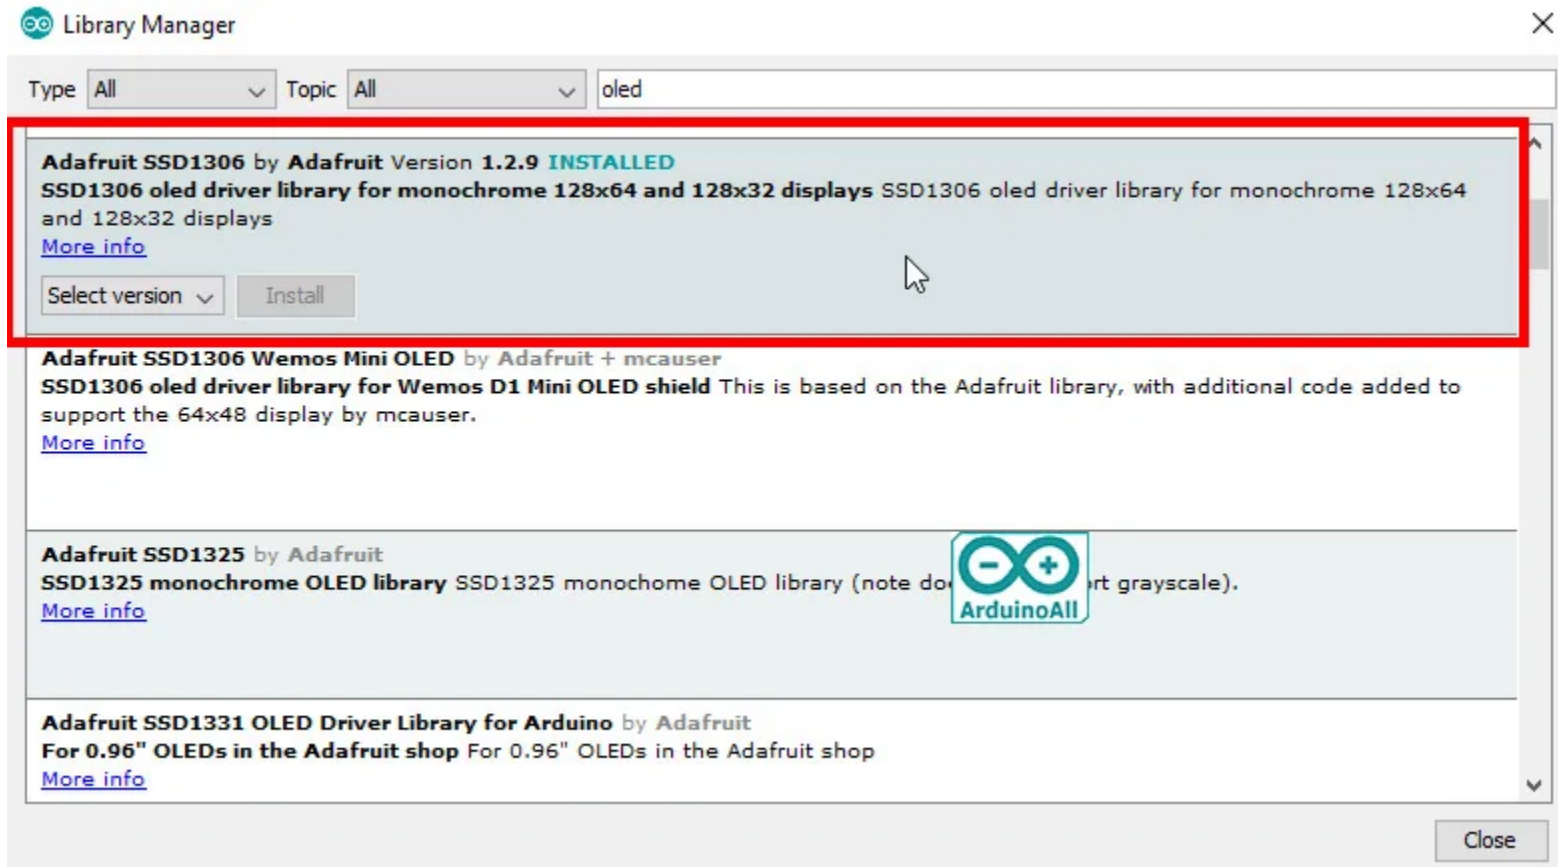 Library Manager
Type All Topic All oled
Adafruit SSD1306 by Adafruit Version 1.2.9 INSTALLED
SSD1306 oled driver library for monochrome 128x64 and 128x32 displays SSD1306 oled driver library for monochrome 128x64
and 128x32 displays
More info
Select version Install
Adafruit SSD1306 Wemos Mini OLED by Adafruit + mcauser
SSD1306 oled driver library for Wemos D1 Mini OLED shield This is based on the Adafruit library, with additional code added to
support the 64x48 display by mcauser.
More info
Adafruit SSD1325 by Adafruit
SSD1325 monochrome OLED library SSD1325 monochome OLED library (note grayscale).
ArduinoAll
More info
Adafruit SSD1331 OLED Driver Library for Arduino by Adafruit
For 0.96" OLEDs in the Adafruit shop For 0.96" OLEDs in the Adafruit shop
More info
Close